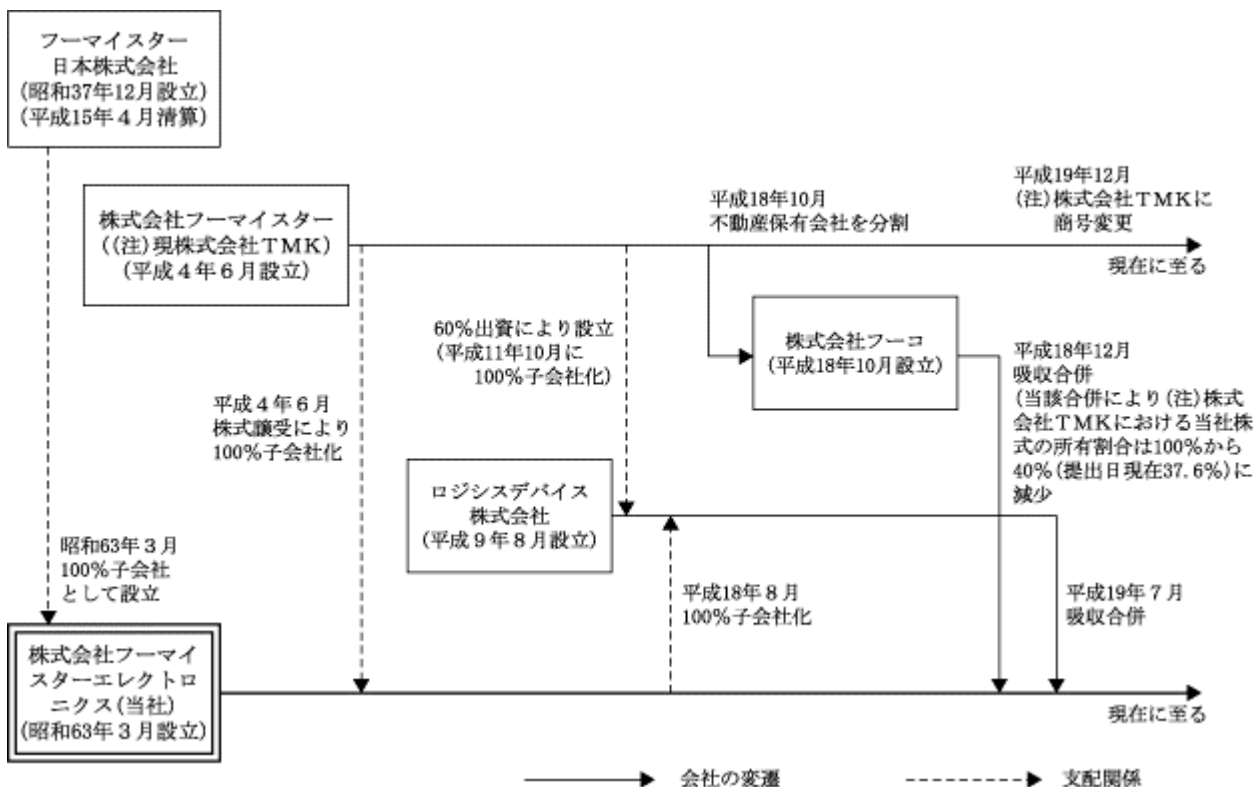 フーマイスター
日本株式会社
(昭和37年12月設立)
(平成15年４月清算)
株式会社フーマイスター
((注)現株式会社ＴＭＫ)
(平成４年６月設立)
平成18年10月
不動産保有会社を分割
平成19年12月
(注)株式会社ＴＭＫに
商号変更
現在に至る
60％出資により設立
(平成11年10月に
100％子会社化)
株式会社フーコ
(平成18年10月設立)
平成18年12月
吸収合併
(当該合併により(注)株式
会社ＴＭＫにおける当社株
式の所有割合は100％から
40％(提出日現在37.6％)に
減少
平成４年６月
株式譲受により
100％子会社化
ロジシスデバイス
株式会社
(平成９年８月設立)
昭和63年３月
100％子会社
として設立
平成18年８月
100％子会社化
平成19年７月
吸収合併
株式会社フーマイ
スターエレクトロ
ニクス(当社)
(昭和63年３月設立)
現在に至る
会社の変遷
支配関係